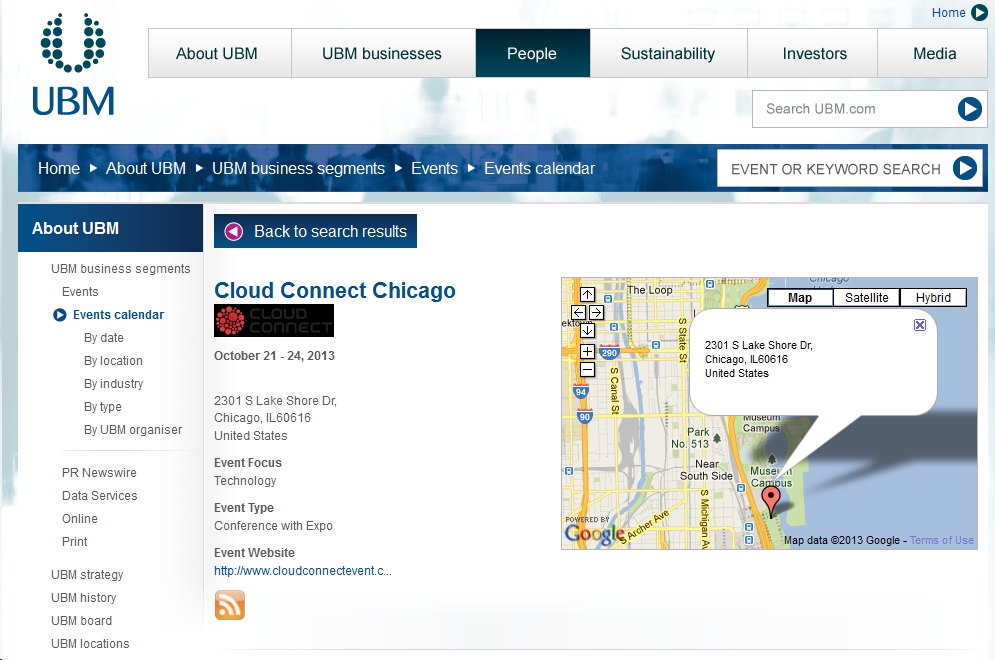 Home
UBM
About UBM
UBM businesses
People
Sustainability
Investors
Media
Search UBM.com
Home
About UBM
UBM business segments
Events
Events calendar
EVENT OR KEYWORD SEARCH
About UBM
UBM business segments
Events
Events calendar
By date
By location
By industry
By type
By UBM organiser
PR Newswire
Data Services
Online
Print
UBM strategy
UBM history
UBM board
UBM locations
Back to search results
Cloud Connect Chicago
CLOUD
CONNECT
October 21 - 24, 2013
2301 S Lake Shore Dr,
Chicago, IL60616
United States
Event Focus
Technology
Event Type
Conference with Expo
Event Website
http://www.cloudconnectevent.c...
The Loop
Chicago
Map
Satellite
Hybrid
2301 S Lake Shore Dr,
Chicago, IL60616
United States
290
94
90
S Canal St
S State St
Museum
Campus
Park
No. 513
Near
South Side
Museum
Campus
S Michigan Av
S Archer Ave
POWERED BY
Google
Map data ©2013 Google - Terms of Use